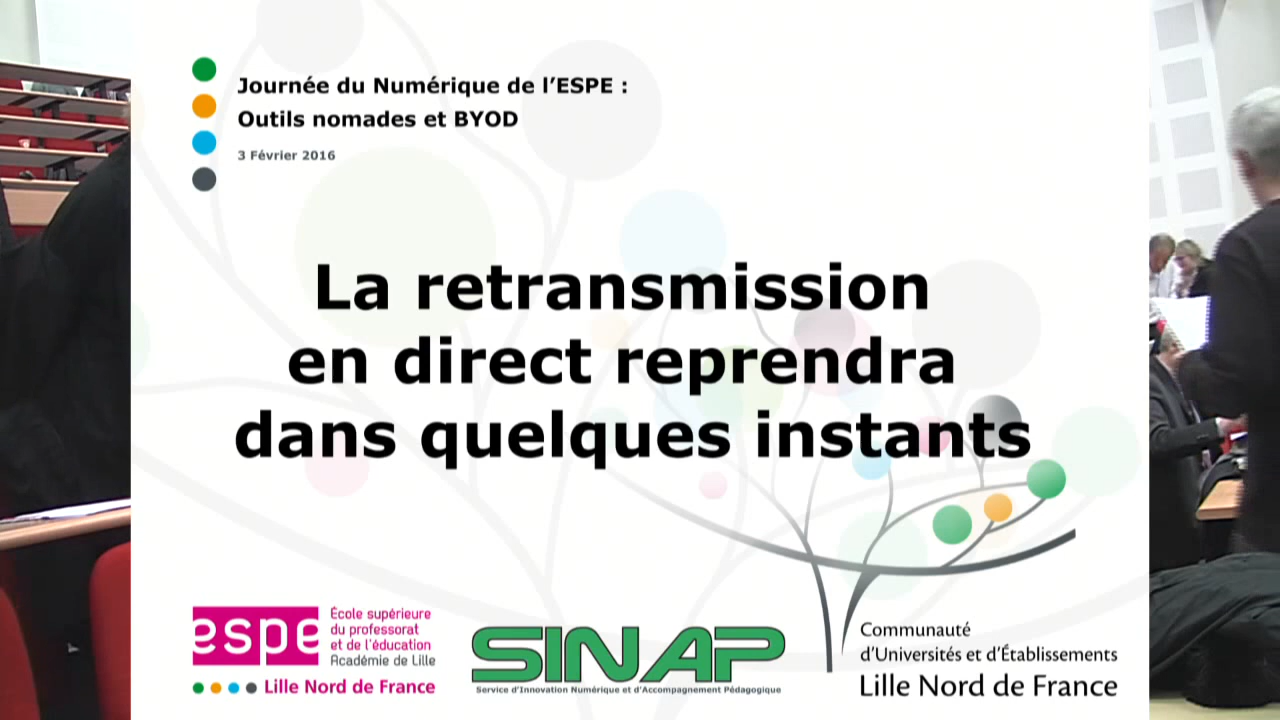 Journée du Numérique de l'ESPE :
Outils nomades et BYOD
3 Février 2016
La retransmission
en direct reprendra
dans quelques instants
espe
École supérieure
du professorat
et de l'éducation
Académie de Lille
Lille Nord de France
SINAP
Service d'Innovation Numérique et d'Accompagnement Pédagogique
Communauté
d'Universités et d'Établissements
Lille Nord de France